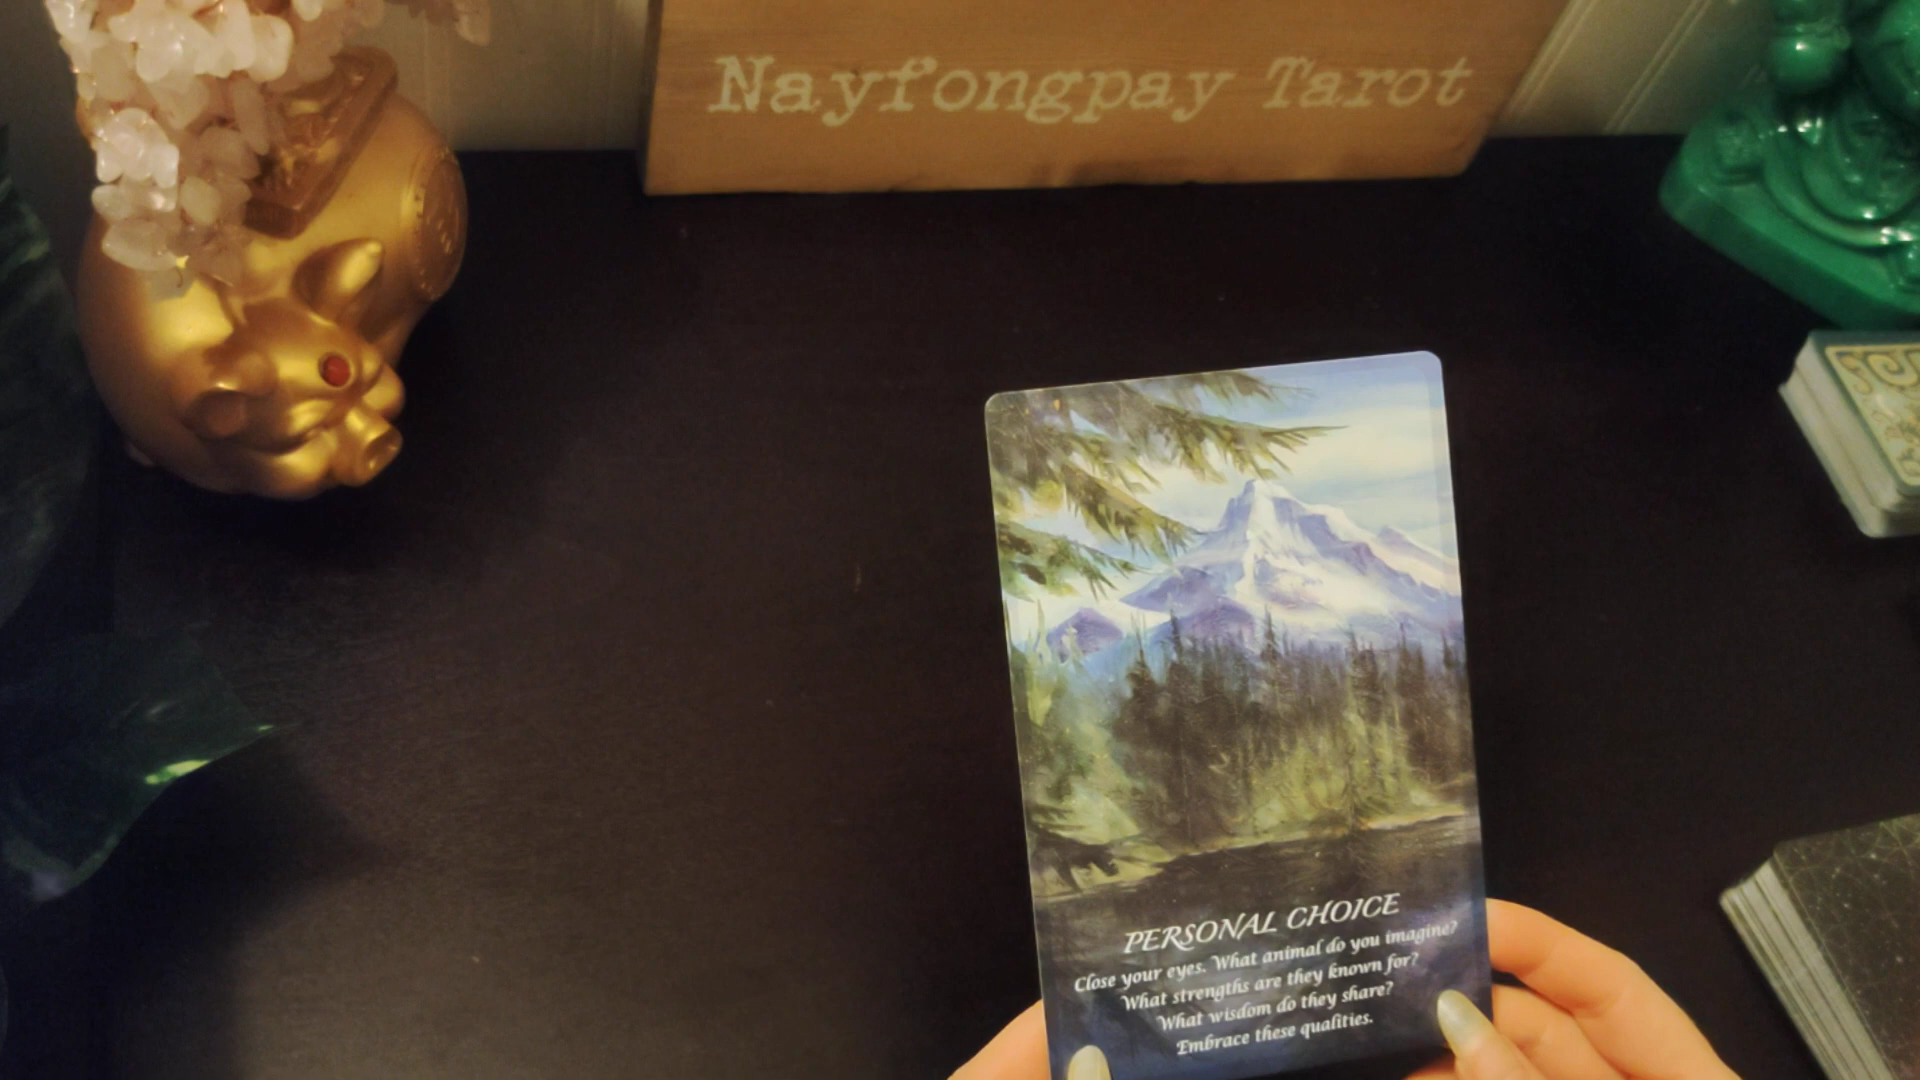 Nayfongpay Tarot
PERSONAL CHOICE
Close your eyes. What animal do you imagine?
What strengths are they known for?
What wisdom do they share?
Embrace these qualities.